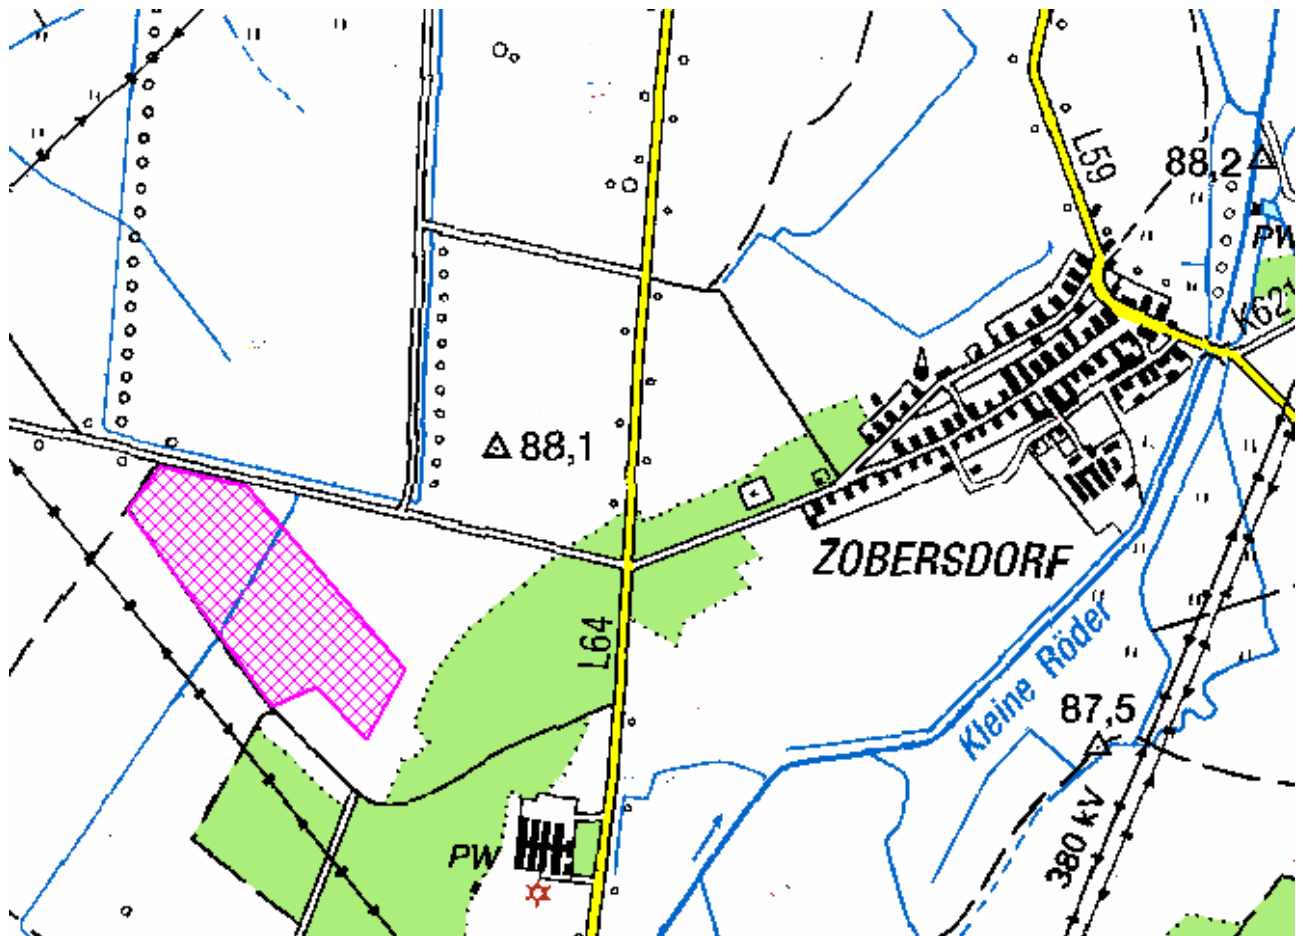 L59
88,2
PW
K621
88,1
ZOBERSDORF
L64
Kleine Röder
87,5
380 kV
PW